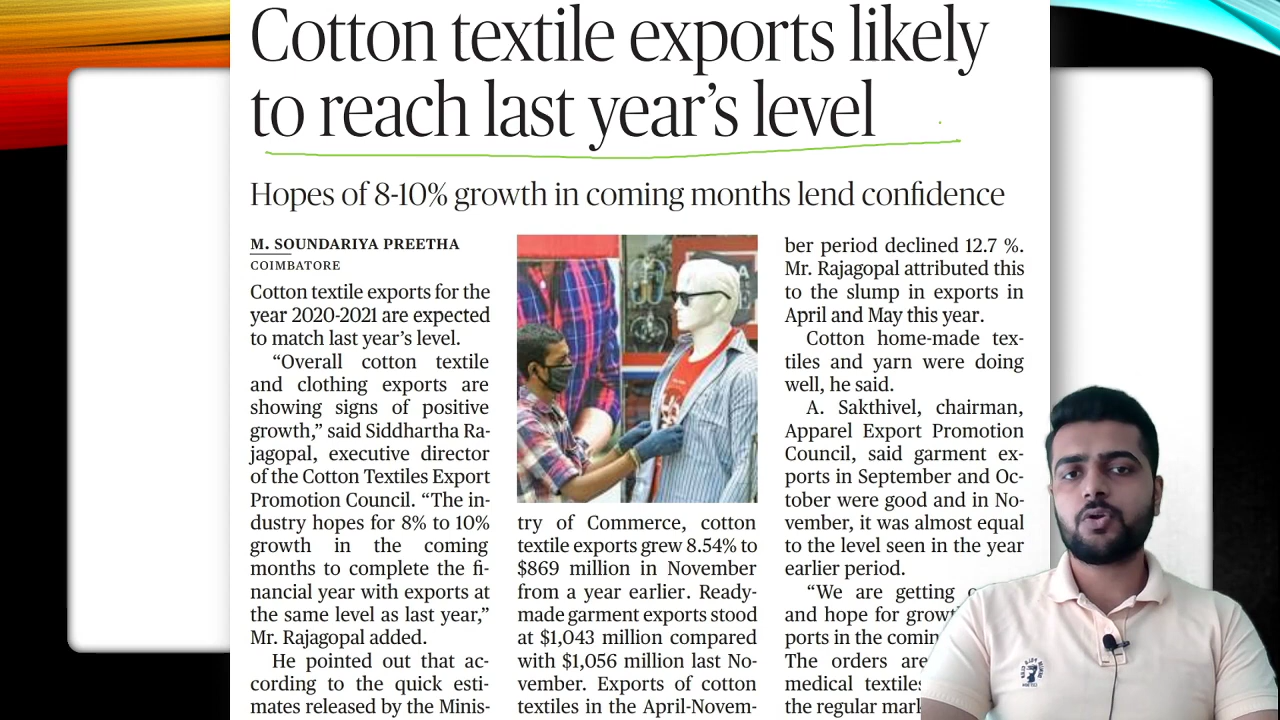 Cotton textile exports likely
to reach last year's level
Hopes of 8-10% growth in coming months lend confidence
M. SOUNDARIYA PREETHA
COIMBATORE
Cotton textile exports for the
year 2020-2021 are expected
to match last year's level.
“Overall cotton textile
and clothing exports are
showing signs of positive
growth,” said Siddhartha Ra-
jagopal, executive director
of the Cotton Textiles Export
Promotion Council. “The in-
dustry hopes for 8% to 10%
growth in the coming
months to complete the fi-
nancial year with exports at
the same level as last year,”
Mr. Rajagopal added.
He pointed out that ac-
cording to the quick esti-
mates released by the Minis-
try of Commerce, cotton
textile exports grew 8.54% to
$869 million in November
from a year earlier. Ready-
made garment exports stood
at $1,043 million compared
with $1,056 million last No-
vember. Exports of cotton
textiles in the April-Novem-
ber period declined 12.7 %.
Mr. Rajagopal attributed this
to the slump in exports in
April and May this year.
Cotton home-made tex-
tiles and yarn were doing
well, he said.
A. Sakthivel, chairman,
Apparel Export Promotion
Council, said garment ex-
ports in September and Oc-
tober were good and in No-
vember, it was almost equal
to the level seen in the year
earlier period.
“We are getting
and hope for
ports in the
The orders are
medical textiles
the regular